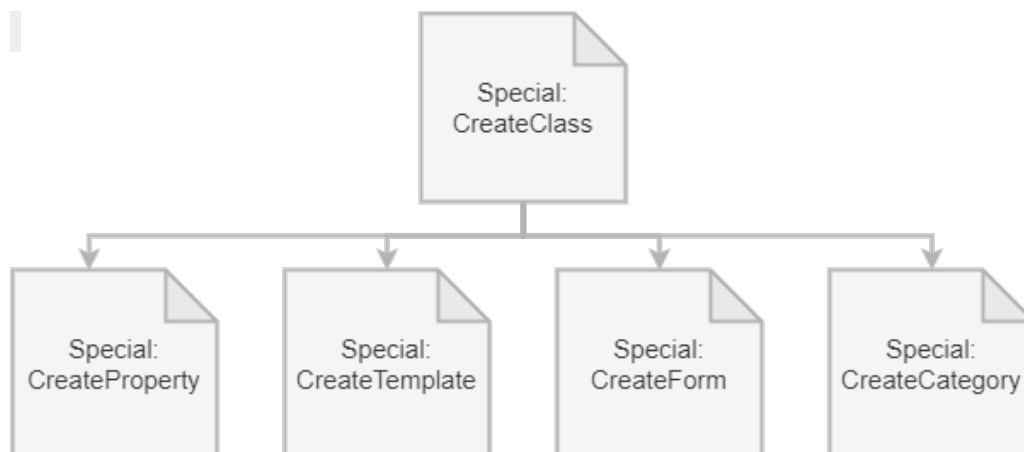 Special:
CreateClass
Special:
CreateProperty
Special:
CreateTemplate
Special:
CreateForm
Special:
CreateCategory